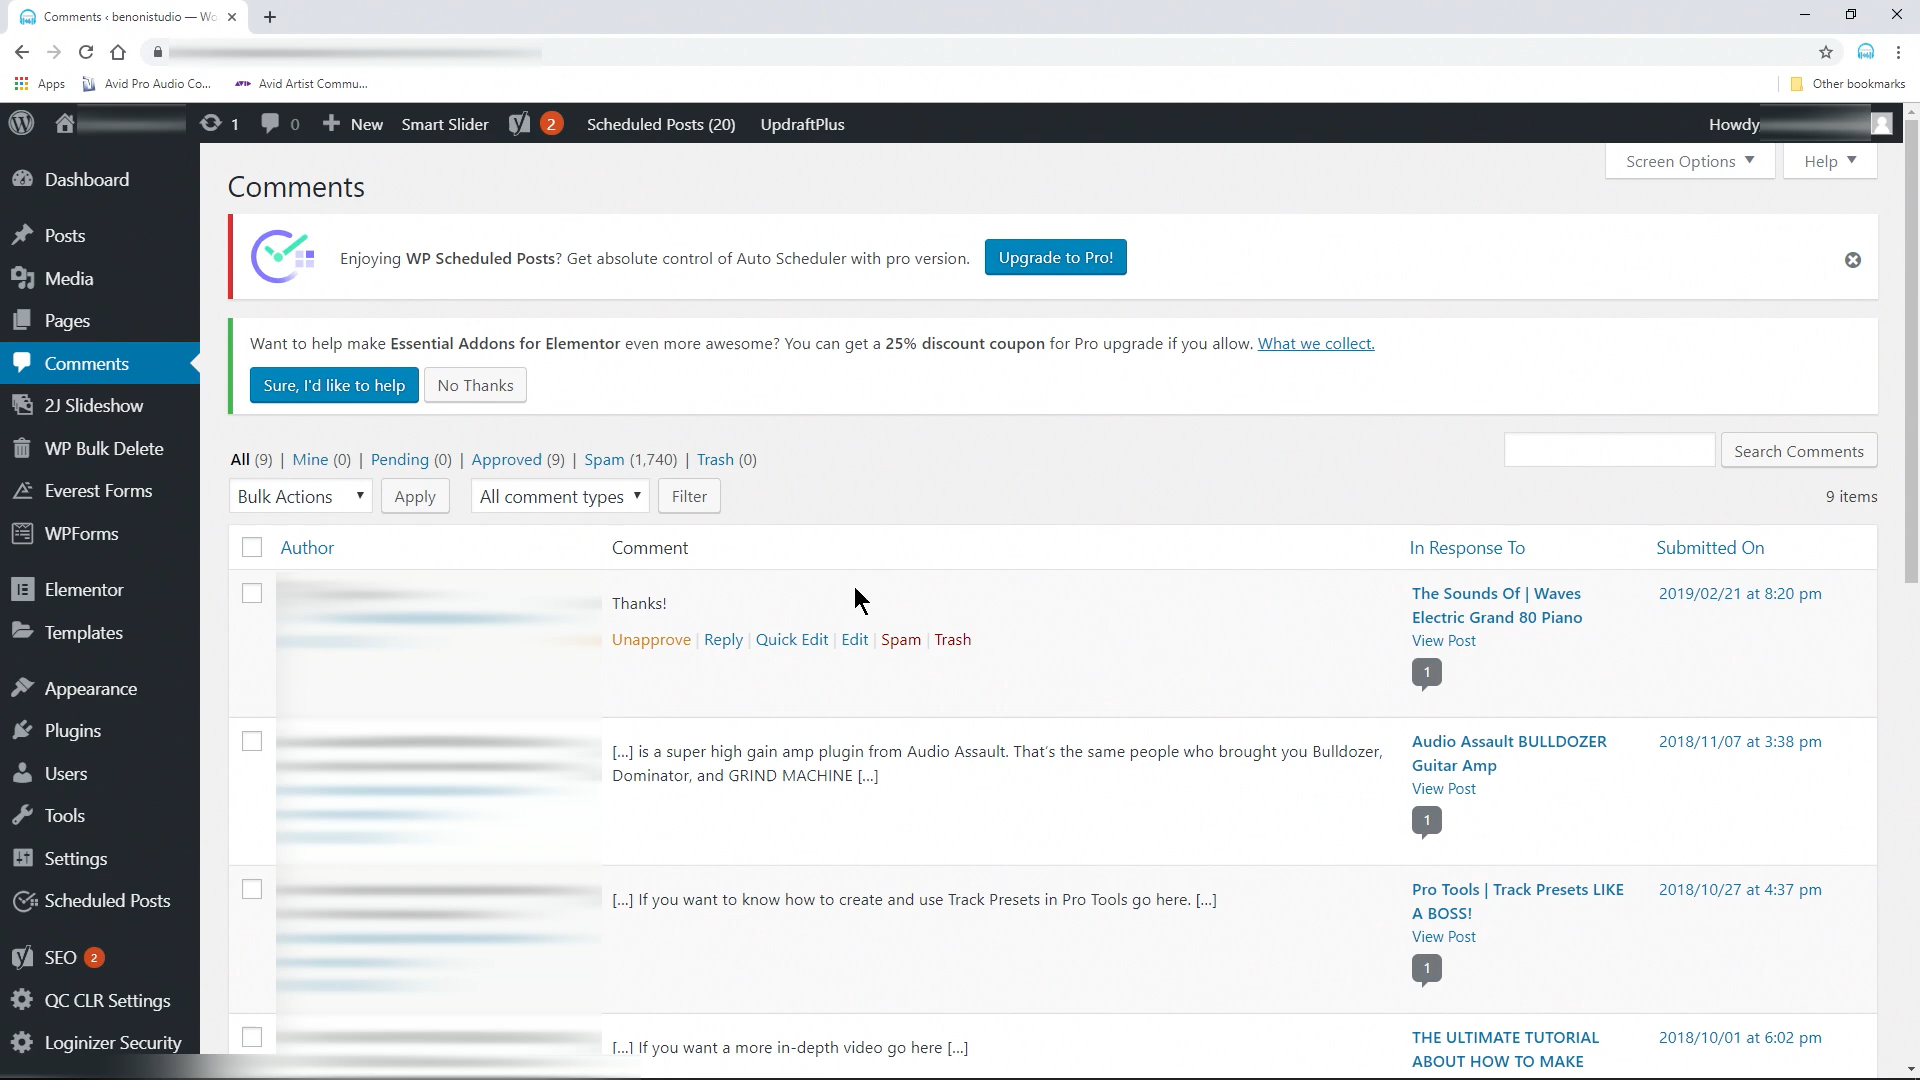 Comments ‹ benonistudio — Wo
Apps
Avid Pro Audio Co...
Avid Artist Commu...
Other bookmarks
1
0
New
Smart Slider
2
Scheduled Posts (20)
UpdraftPlus
Howdy
Screen Options
Help
Dashboard
Posts
Media
Pages
Comments
2J Slideshow
WP Bulk Delete
Everest Forms
WPForms
Elementor
Templates
Appearance
Plugins
Users
Tools
Settings
Scheduled Posts
SEO 2
QC CLR Settings
Loginizer Security
Comments
Enjoying WP Scheduled Posts? Get absolute control of Auto Scheduler with pro version.
Upgrade to Pro!
Want to help make Essential Addons for Elementor even more awesome? You can get a 25% discount coupon for Pro upgrade if you allow. What we collect.
Sure, I'd like to help
No Thanks
All (9) | Mine (0) | Pending (0) | Approved (9) | Spam (1,740) | Trash (0)
Search Comments
Bulk Actions
Apply
All comment types
Filter
9 items
Author
Comment
In Response To
Submitted On
Thanks!
Unapprove | Reply | Quick Edit | Edit | Spam | Trash
The Sounds Of | Waves
Electric Grand 80 Piano
View Post
1
2019/02/21 at 8:20 pm
[...] is a super high gain amp plugin from Audio Assault. That's the same people who brought you Bulldozer,
Dominator, and GRIND MACHINE [...]
Audio Assault BULLDOZER
Guitar Amp
View Post
1
2018/11/07 at 3:38 pm
[...] If you want to know how to create and use Track Presets in Pro Tools go here. [...]
Pro Tools | Track Presets LIKE
A BOSS!
View Post
1
2018/10/27 at 4:37 pm
[...] If you want a more in-depth video go here [...]
THE ULTIMATE TUTORIAL
ABOUT HOW TO MAKE
2018/10/01 at 6:02 pm